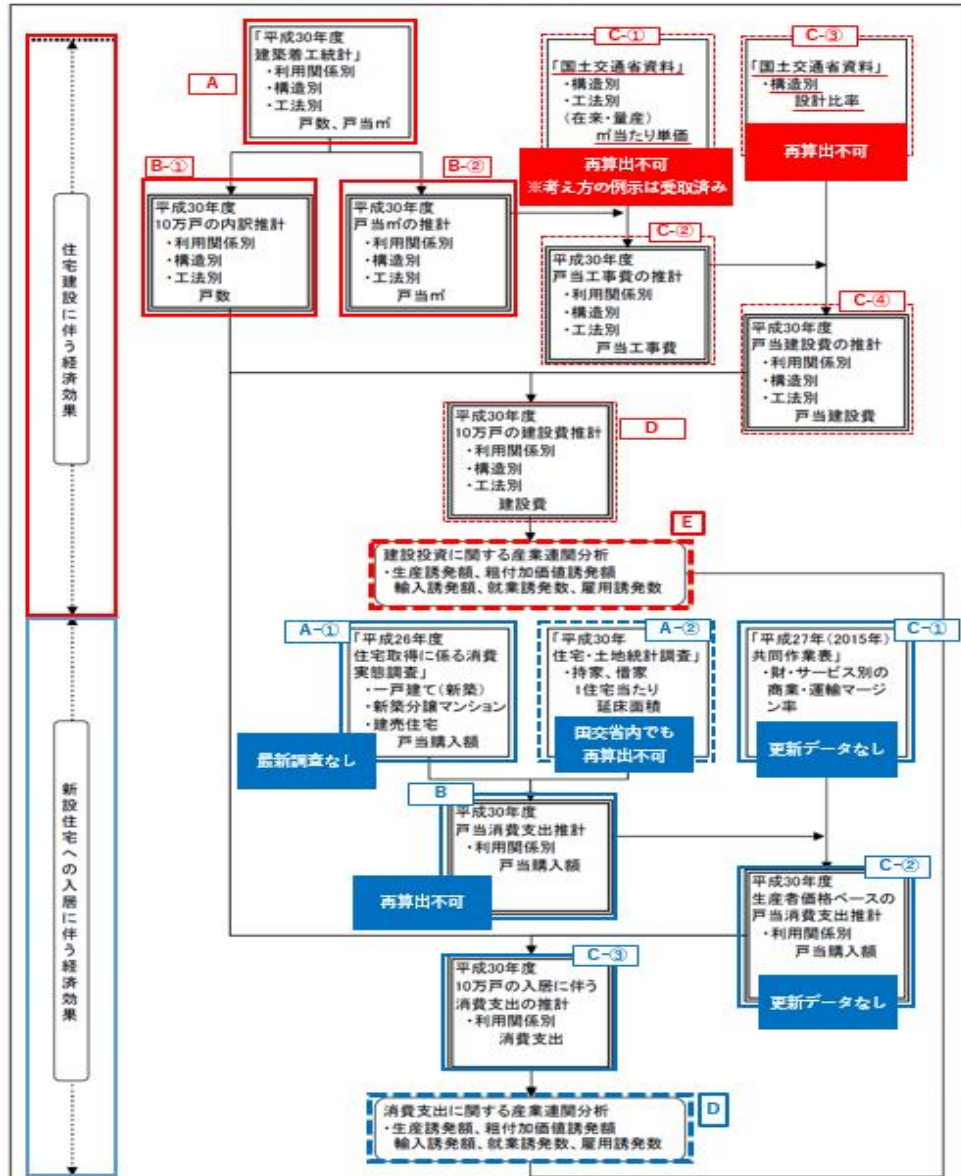 住宅建設に伴う経済効果
A
「平成30年度
建築着工統計」
・利用関係別
・構造別
・工法別
戸数、戸当㎡
C-①
「国土交通省資料」
・構造別
・工法別
(在来・量産)
㎡当たり単価
再算出不可
※考え方の例示は受取済み
C-③
「国土交通省資料」
・構造別
設計比率
再算出不可
B-①
平成30年度
10万戸の内訳推計
・利用関係別
・構造別
・工法別
戸数
B-②
平成30年度
戸当㎡の推計
・利用関係別
・構造別
・工法別
戸当㎡
C-②
平成30年度
戸当工事費の推計
・利用関係別
・構造別
・工法別
戸当工事費
C-④
平成30年度
戸当建設費の推計
・利用関係別
・構造別
・工法別
戸当建設費
D
平成30年度
10万戸の建設費推計
・利用関係別
・構造別
・工法別
建設費
E
建設投資に関する産業連関分析
・生産誘発額、粗付加価値誘発額
輸入誘発額、就業誘発数、雇用誘発数
新設住宅への入居に伴う経済効果
A-①
「平成26年度
住宅取得に係る消費
実態調査」
・一戸建て(新築)
・新築分譲マンション
・建売住宅
戸当購入額
最新調査なし
A-②
「平成30年
住宅・土地統計調査」
・持家、借家
1住宅当たり
延床面積
国交省内でも
再算出不可
C-①
「平成27年(2015年)
共同作業表」
・財・サービス別の
商業・運輸マージ
ン率
更新データなし
B
平成30年度
戸当消費支出推計
・利用関係別
戸当購入額
再算出不可
C-②
平成30年度
生産者価格ベースの
戸当消費支出推計
・利用関係別
戸当購入額
更新データなし
C-③
平成30年度
10万戸の入居に伴う
消費支出の推計
・利用関係別
消費支出
D
消費支出に関する産業連関分析
・生産誘発額、粗付加価値誘発額
輸入誘発額、就業誘発数、雇用誘発数